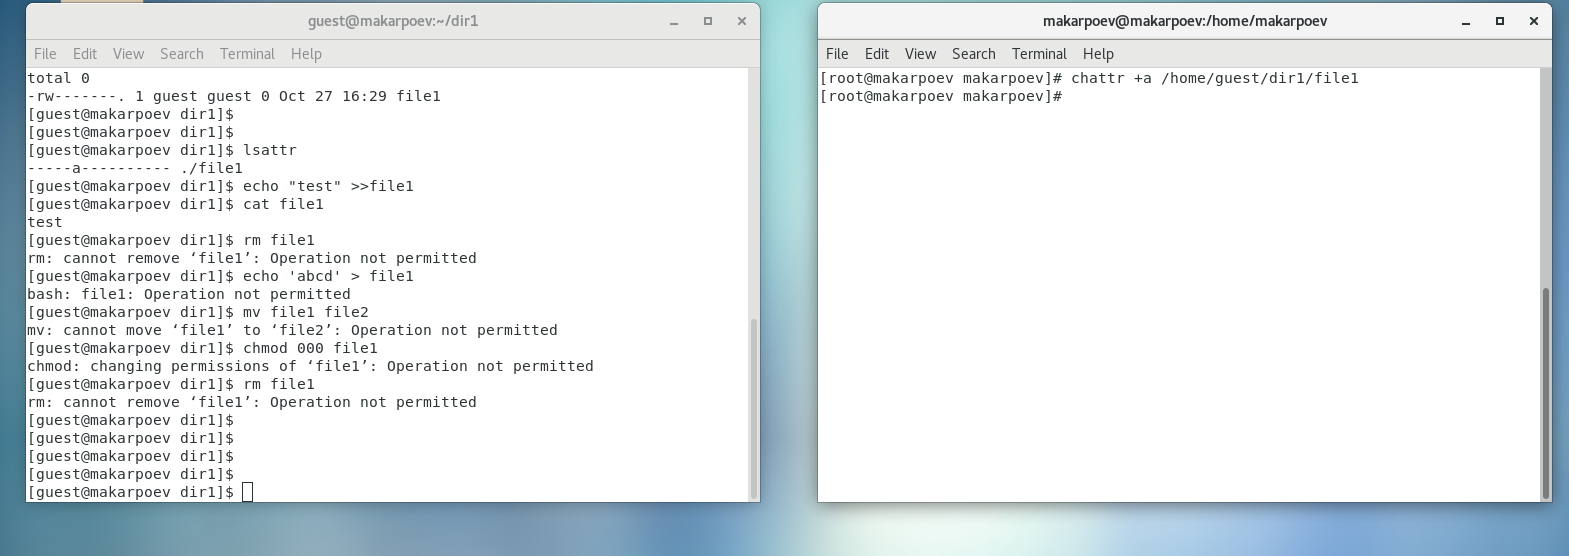 guest@makarpoev:~/dir1
File Edit View Search Terminal Help
total 0
-rw-------. 1 guest guest 0 Oct 27 16:29 file1
[guest@makarpoev dir1]$
[guest@makarpoev dir1]$
[guest@makarpoev dir1]$ lsattr
-----a---------- ./file1
[guest@makarpoev dir1]$ echo "test" >>file1
[guest@makarpoev dir1]$ cat file1
test
[guest@makarpoev dir1]$ rm file1
rm: cannot remove ‘file1’: Operation not permitted
[guest@makarpoev dir1]$ echo 'abcd' > file1
bash: file1: Operation not permitted
[guest@makarpoev dir1]$ mv file1 file2
mv: cannot move ‘file1’ to ‘file2’: Operation not permitted
[guest@makarpoev dir1]$ chmod 000 file1
chmod: changing permissions of ‘file1’: Operation not permitted
[guest@makarpoev dir1]$ rm file1
rm: cannot remove ‘file1’: Operation not permitted
[guest@makarpoev dir1]$
[guest@makarpoev dir1]$
[guest@makarpoev dir1]$
[guest@makarpoev dir1]$
[guest@makarpoev dir1]$
makarpoev@makarpoev:/home/makarpoev
File Edit View Search Terminal Help
[root@makarpoev makarpoev]# chattr +a /home/guest/dir1/file1
[root@makarpoev makarpoev]#